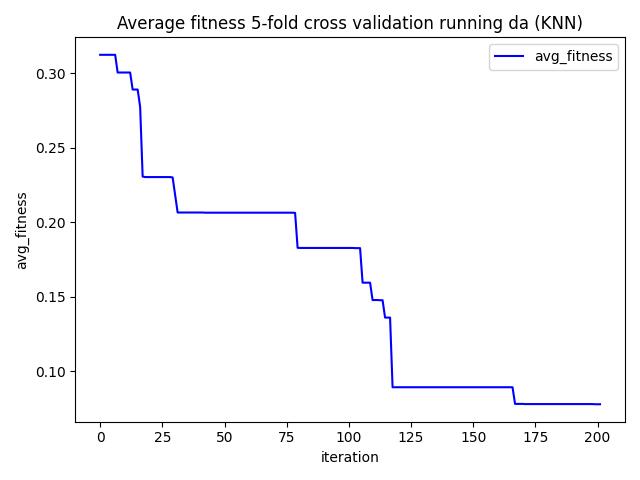 Average fitness 5-fold cross validation running da (KNN)
avg_fitness
avg_fitness
0.30
0.25
0.20
0.15
0.10
0 25 50 75 100 125 150 175 200
iteration